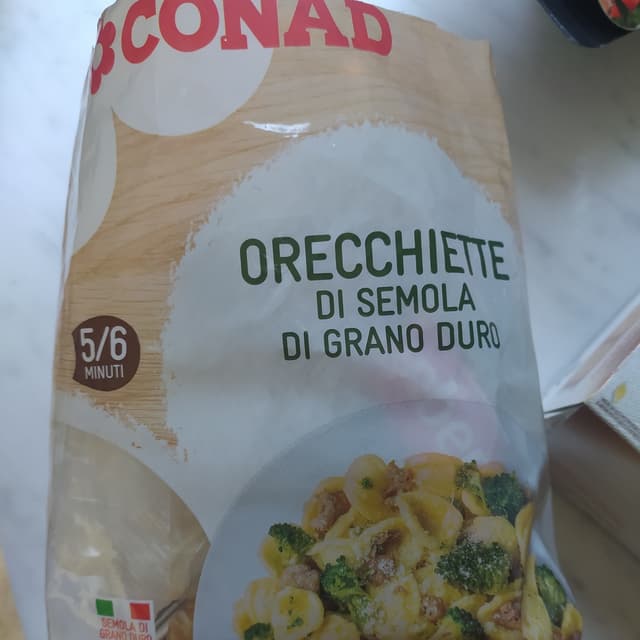 CONAD
ORECCHIETTE
DI SEMOLA
DI GRANO DURO
5/6
MINUTI
SEMOLA DI
GRANO DURO